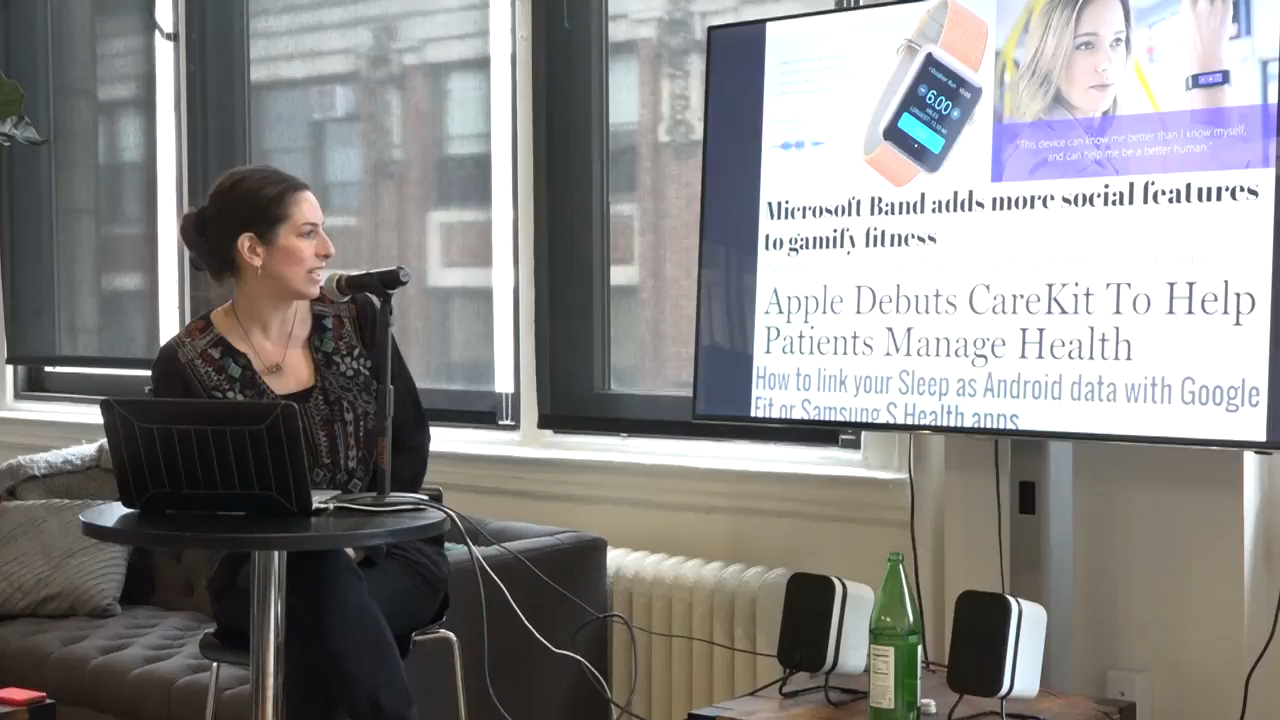 6.00
MILES
"This device can know me better than I know myself,
and can help me be a better human."
Microsoft Band adds more social features
to gamify fitness
Apple Debuts CareKit To Help
Patients Manage Health
How to link your Sleep as Android data with Google
Fit or Samsung S Health apps